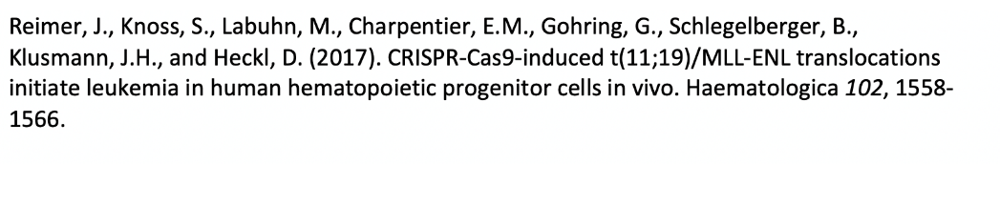 Reimer, J., Knoss, S., Labuhn, M., Charpentier, E.M., Gohring, G., Schlegelberger, B.,
Klusmann, J.H., and Heckl, D. (2017). CRISPR-Cas9-induced t(11;19)/MLL-ENL translocations
initiate leukemia in human hematopoietic progenitor cells in vivo. Haematologica 102, 1558-
1566.